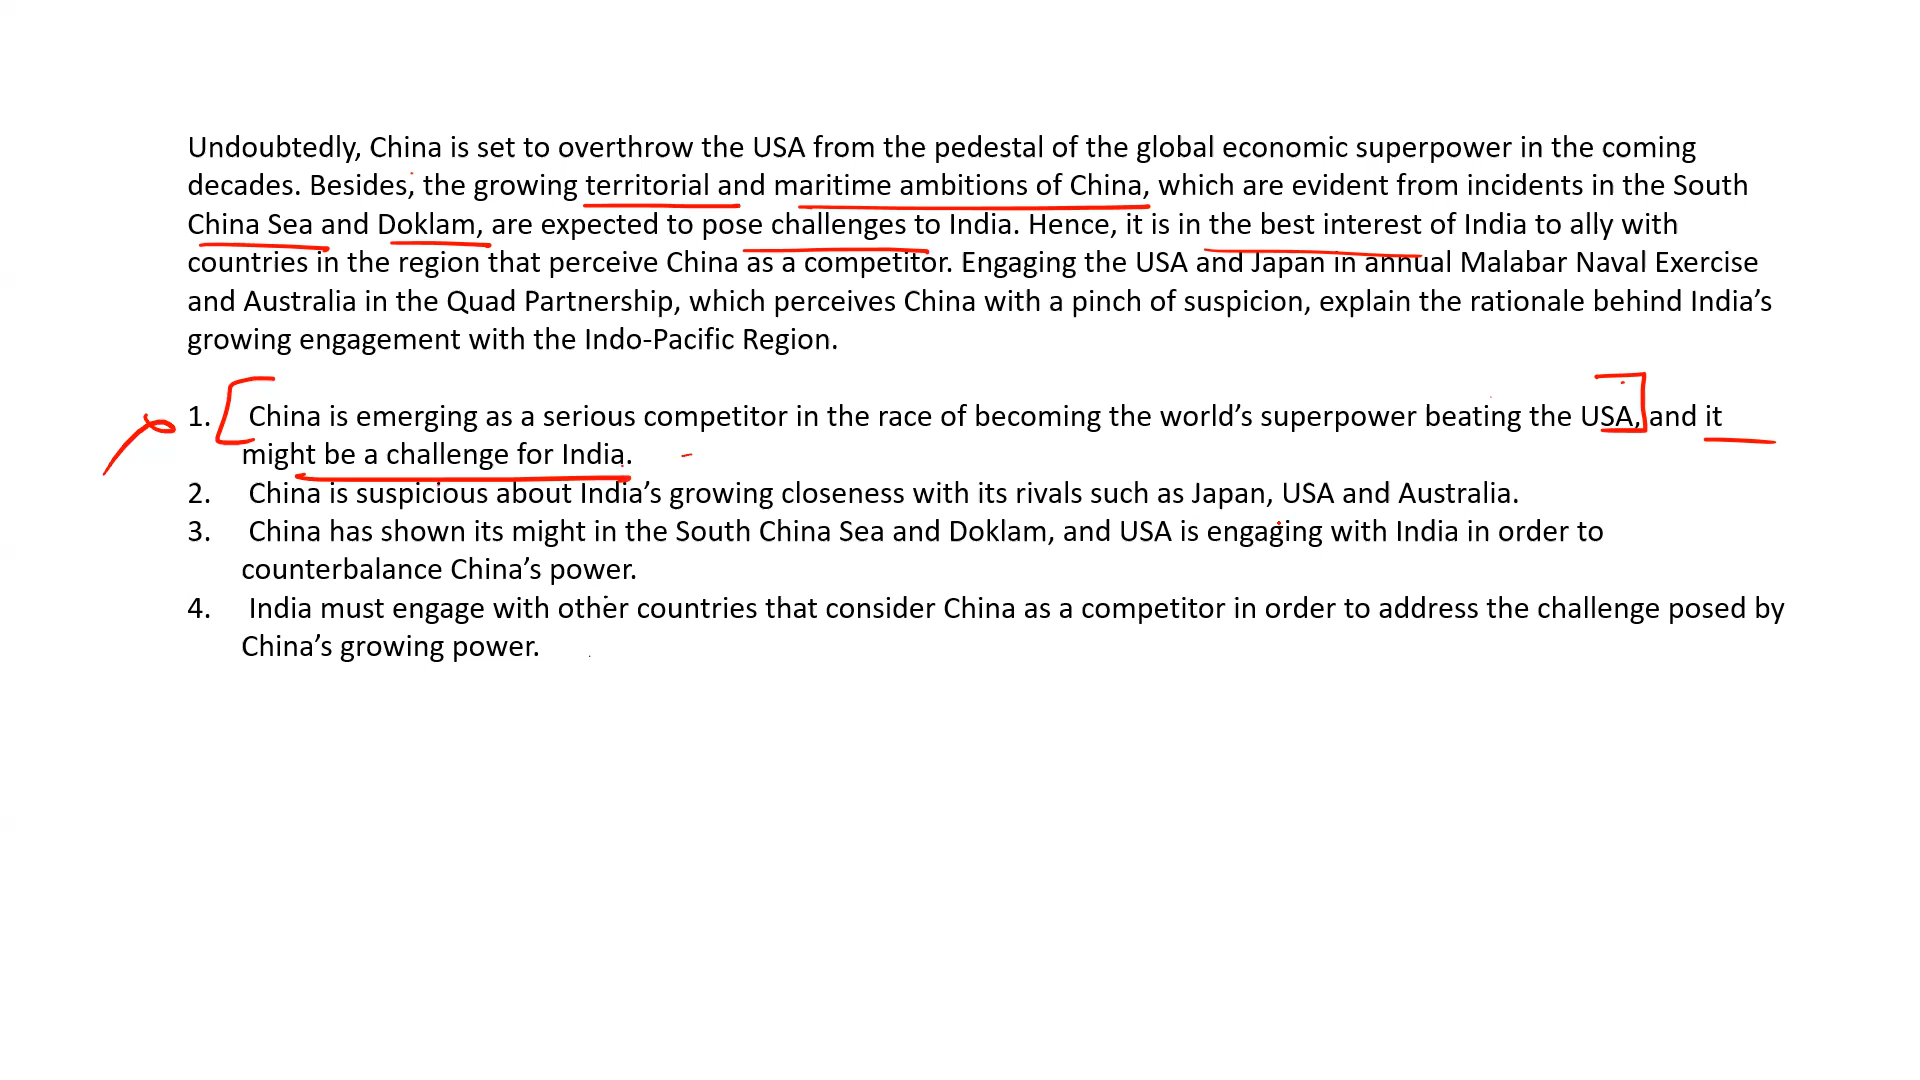 Undoubtedly, China is set to overthrow the USA from the pedestal of the global economic superpower in the coming
decades. Besides, the growing territorial and maritime ambitions of China, which are evident from incidents in the South
China Sea and Doklam, are expected to pose challenges to India. Hence, it is in the best interest of India to ally with
countries in the region that perceive China as a competitor. Engaging the USA and Japan in annual Malabar Naval Exercise
and Australia in the Quad Partnership, which perceives China with a pinch of suspicion, explain the rationale behind India’s
growing engagement with the Indo-Pacific Region.
1. China is emerging as a serious competitor in the race of becoming the world’s superpower beating the USA, and it
might be a challenge for India.
2. China is suspicious about India’s growing closeness with its rivals such as Japan, USA and Australia.
3. China has shown its might in the South China Sea and Doklam, and USA is engaging with India in order to
counterbalance China’s power.
4. India must engage with other countries that consider China as a competitor in order to address the challenge posed by
China’s growing power.